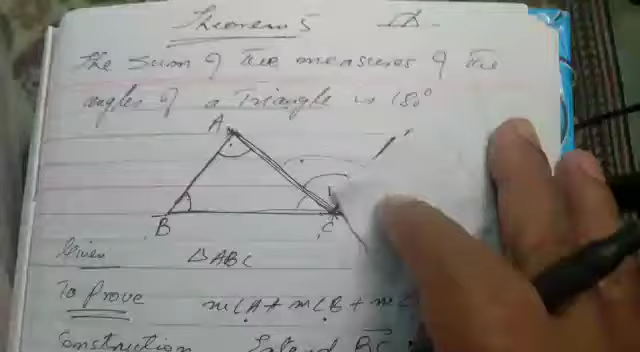 Theorem 5
The sum of the measures of the
angles of a Triangle is 180°
A
B
C
Given ΔABC
To Prove m∠A + m∠B + m∠
Construction Extend BC